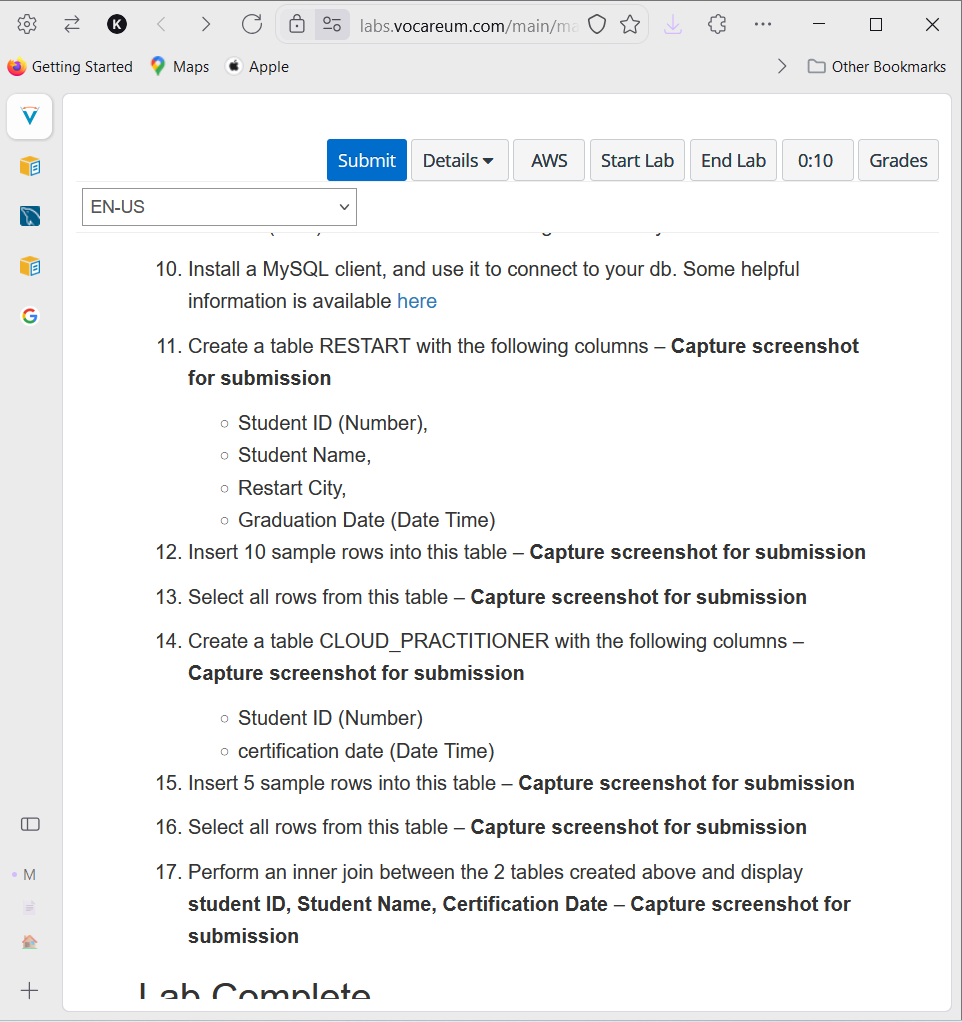 labs.vocareum.com/main/ma
Getting Started
Maps
Apple
Other Bookmarks
Submit
Details
AWS
Start Lab
End Lab
0:10
Grades
EN-US
10. Install a MySQL client, and use it to connect to your db. Some helpful
information is available here
11. Create a table RESTART with the following columns – Capture screenshot
for submission
○ Student ID (Number),
○ Student Name,
○ Restart City,
○ Graduation Date (Date Time)
12. Insert 10 sample rows into this table – Capture screenshot for submission
13. Select all rows from this table – Capture screenshot for submission
14. Create a table CLOUD_PRACTITIONER with the following columns –
Capture screenshot for submission
○ Student ID (Number)
○ certification date (Date Time)
15. Insert 5 sample rows into this table – Capture screenshot for submission
16. Select all rows from this table – Capture screenshot for submission
17. Perform an inner join between the 2 tables created above and display
student ID, Student Name, Certification Date – Capture screenshot for
submission
Lab Complete
K
G
M